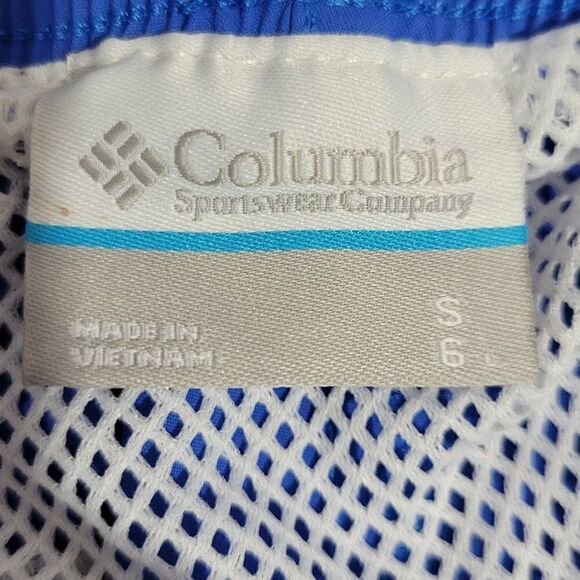 Columbia
Sportswear Company
MADE IN
VIETNAM
S
6